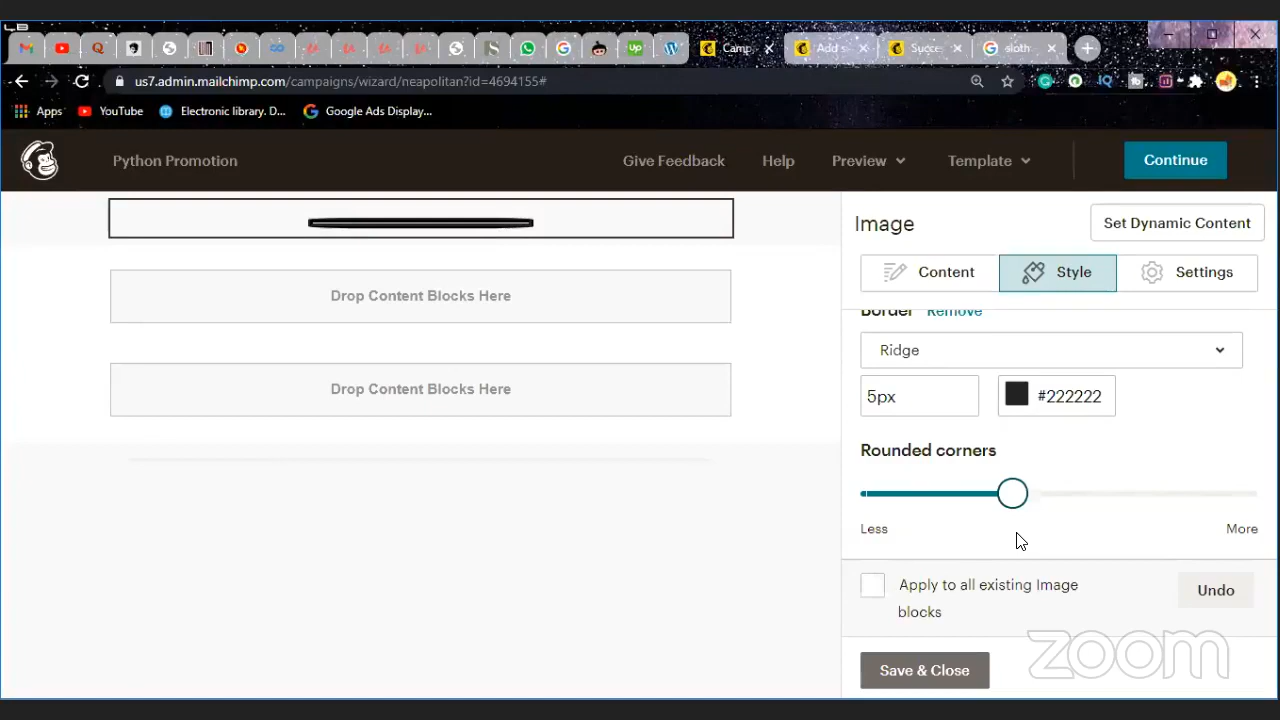 Camp
Add s
Succe
sloth
us7.admin.mailchimp.com/campaigns/wizard/neapolitan?id=4694155#
Apps
YouTube
Electronic library. D...
Google Ads Display...
Python Promotion
Give Feedback
Help
Preview
Template
Continue
Image
Set Dynamic Content
Content
Style
Settings
Border
Remove
Ridge
5px
#222222
Rounded corners
Less
More
Apply to all existing Image
blocks
Undo
Save & Close
Drop Content Blocks Here
Drop Content Blocks Here
zoom